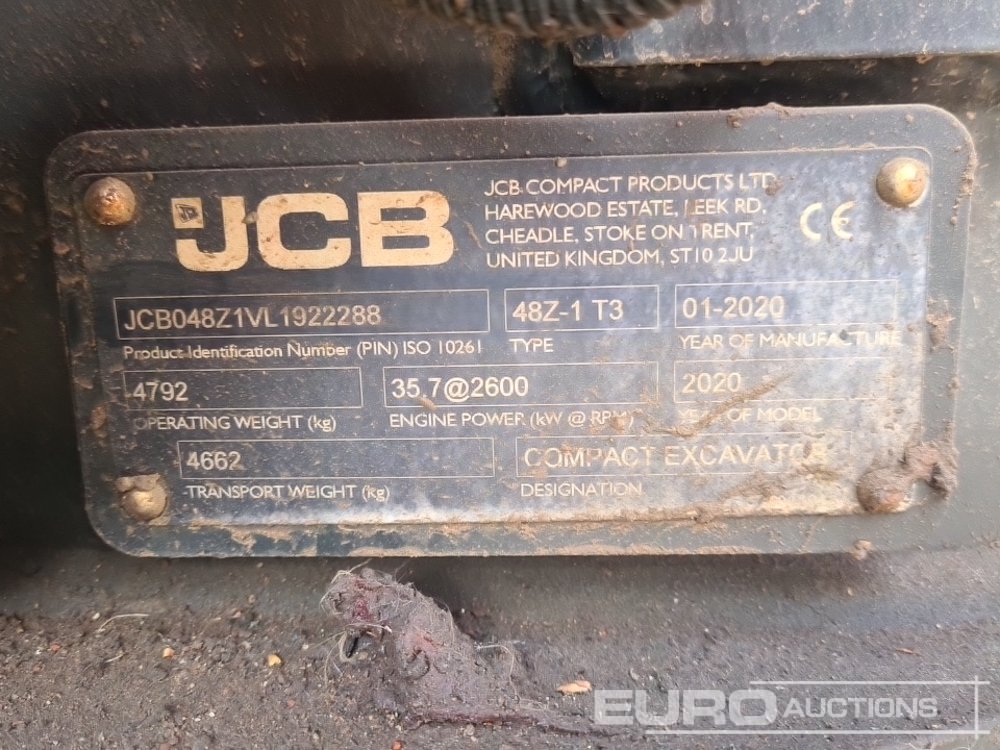 JCB
JCB COMPACT PRODUCTS LTD
HAREWOOD ESTATE, LEEK RD,
CHEADLE, STOKE ON TRENT,
UNITED KINGDOM, ST10 2JU
CE
JCB048Z1VL1922288
48Z-1 T3
01-2020
Product Identification Number (PIN) ISO 10261
TYPE
YEAR OF MANUFACTURE
4792
35.7@2600
2020
OPERATING WEIGHT (kg)
ENGINE POWER (kW @ RPM)
YEAR OF MODEL
4662
COMPACT EXCAVATOR
TRANSPORT WEIGHT (kg)
DESIGNATION
EUROAUCTIONS